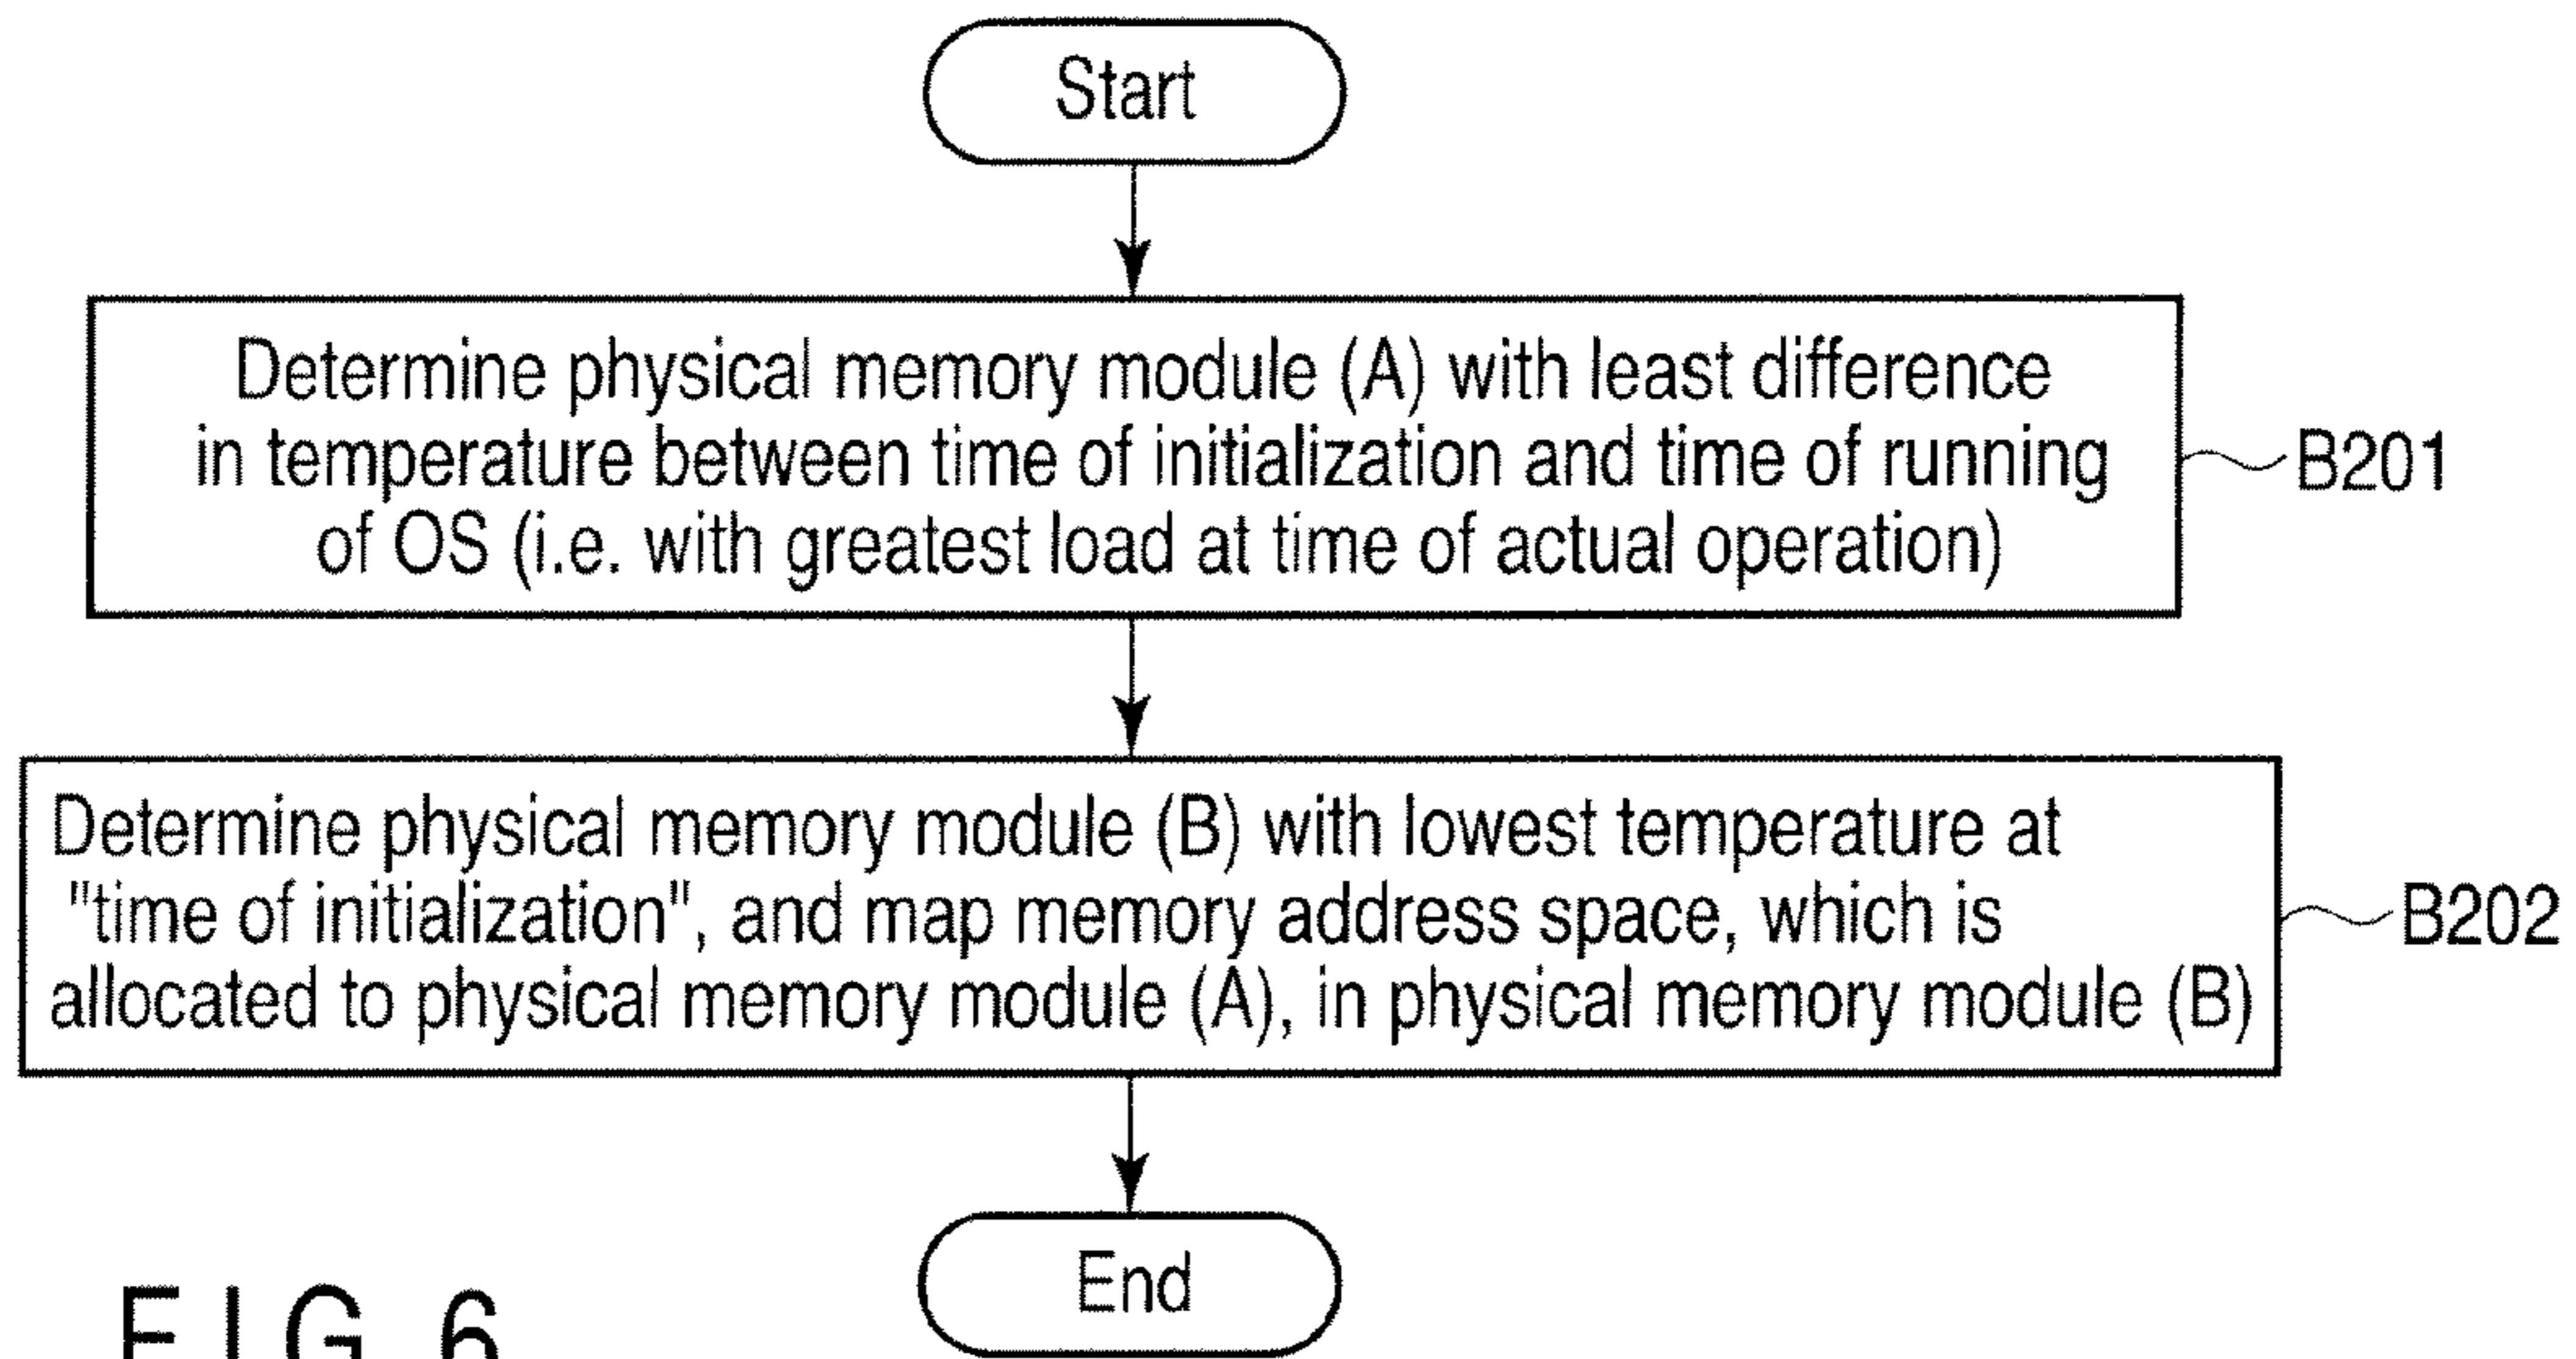 Start
Determine physical memory module (A) with least difference
in temperature between time of initialization and time of running
of OS (i.e. with greatest load at time of actual operation)
B201
Determine physical memory module (B) with lowest temperature at
"time of initialization", and map memory address space, which is
allocated to physical memory module (A), in physical memory module (B)
B202
End
FIG. 6